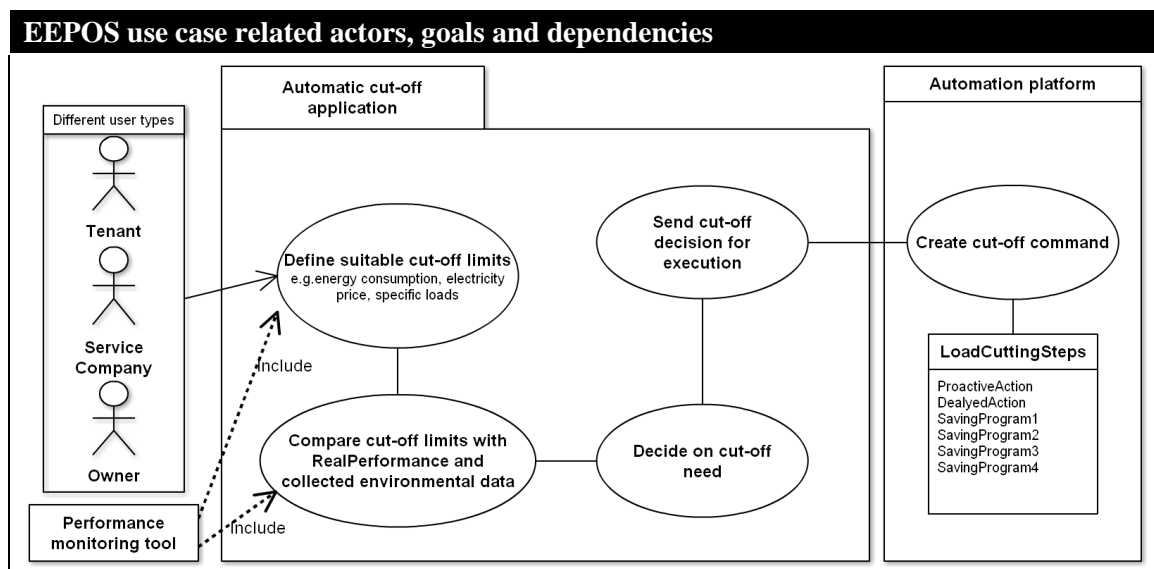 EEPOS use case related actors, goals and dependencies
Different user types
Tenant
Service
Company
Owner
Performance
monitoring tool
Automatic cut-off
application
Define suitable cut-off limits
e.g.energy consumption, electricity
price, specific loads
Include
Compare cut-off limits with
RealPerformance and
collected environmental data
Include
Send cut-off
decision for
execution
Decide on cut-off
need
Automation platform
Create cut-off command
LoadCuttingSteps
ProactiveAction
DealyedAction
SavingProgram1
SavingProgram2
SavingProgram3
SavingProgram4